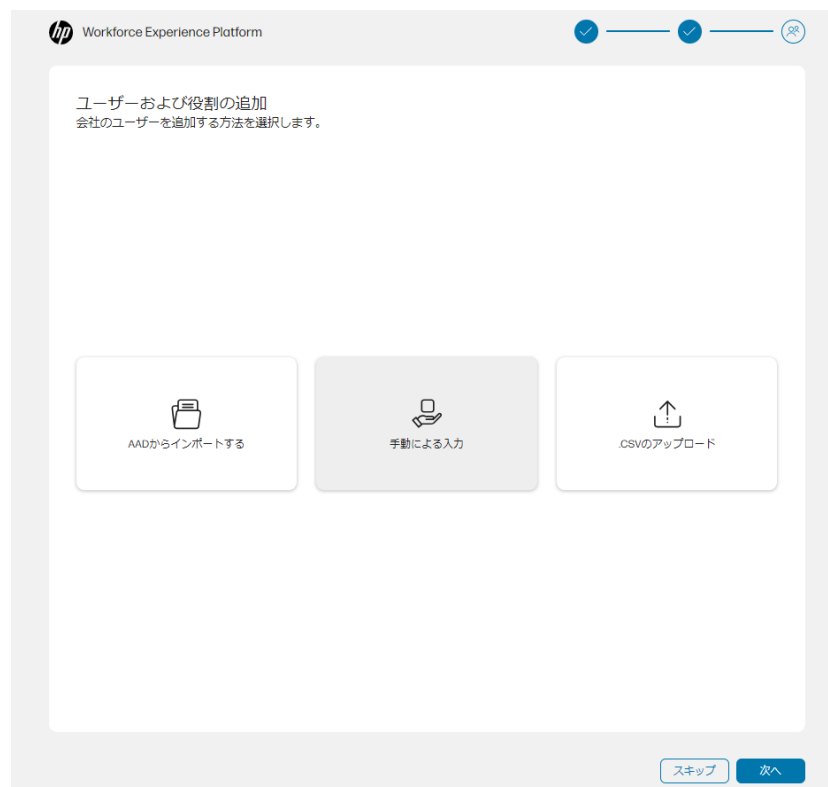 hp Workforce Experience Platform
ユーザーおよび役割の追加
会社のユーザーを追加する方法を選択します。
AADからインポートする
手動による入力
.CSVのアップロード
スキップ
次へ